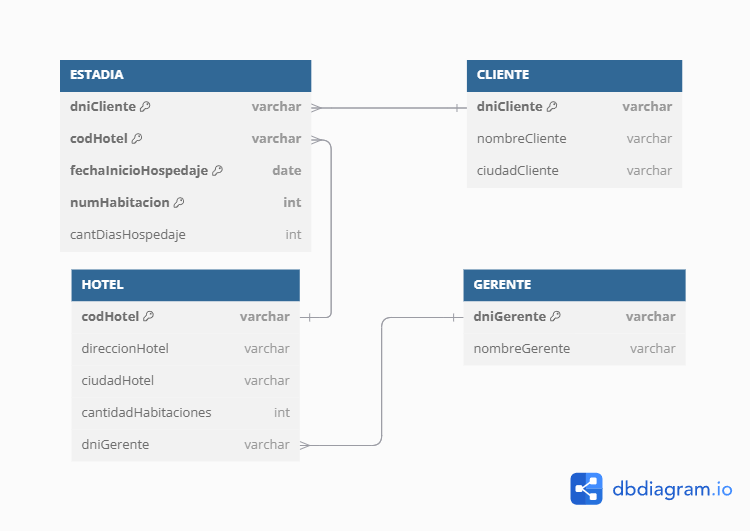 ESTADIA
dniCliente varchar
codHotel varchar
fechaInicioHospedaje date
numHabitacion int
cantDiasHospedaje int
CLIENTE
dniCliente varchar
nombreCliente varchar
ciudadCliente varchar
HOTEL
codHotel varchar
direccionHotel varchar
ciudadHotel varchar
cantidadHabitaciones int
dniGerente varchar
GERENTE
dniGerente varchar
nombreGerente varchar
dbdiagram.io